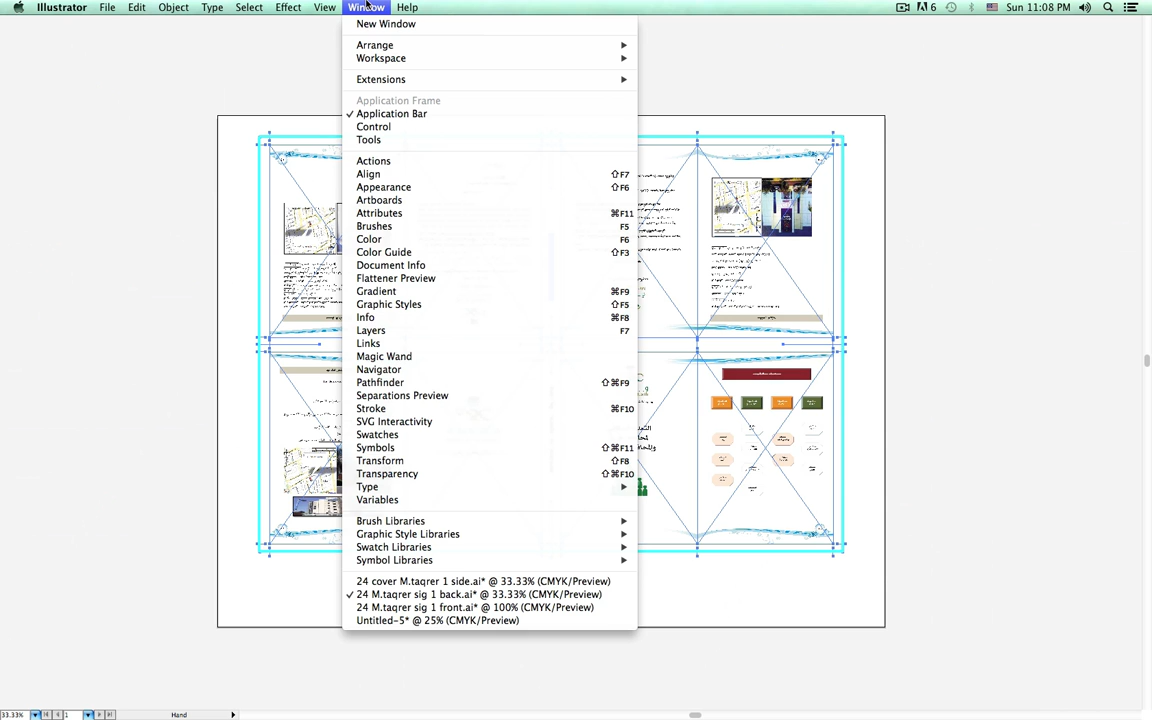 Illustrator File Edit Object Type Select Effect View Window Help
6 Sun 11:08 PM
New Window
Arrange
Workspace
Extensions
Application Frame
✓ Application Bar
Control
Tools
Actions
Align ⇧F7
Appearance ⇧F6
Artboards
Attributes ⌘F11
Brushes F5
Color F6
Color Guide ⇧F3
Document Info
Flattener Preview
Gradient ⌘F9
Graphic Styles ⇧F5
Info ⌘F8
Layers F7
Links
Magic Wand
Navigator
Pathfinder ⇧⌘F9
Separations Preview
Stroke ⌘F10
SVG Interactivity
Swatches
Symbols ⇧⌘F11
Transform ⇧F8
Transparency ⇧⌘F10
Type
Variables
Brush Libraries
Graphic Style Libraries
Swatch Libraries
Symbol Libraries
24 cover M.taqrer 1 side.ai* @ 33.33% (CMYK/Preview)
✓ 24 M.taqrer sig 1 back.ai* @ 33.33% (CMYK/Preview)
24 M.taqrer sig 1 front.ai* @ 100% (CMYK/Preview)
Untitled-5* @ 25% (CMYK/Preview)
33.33% 1 Hand